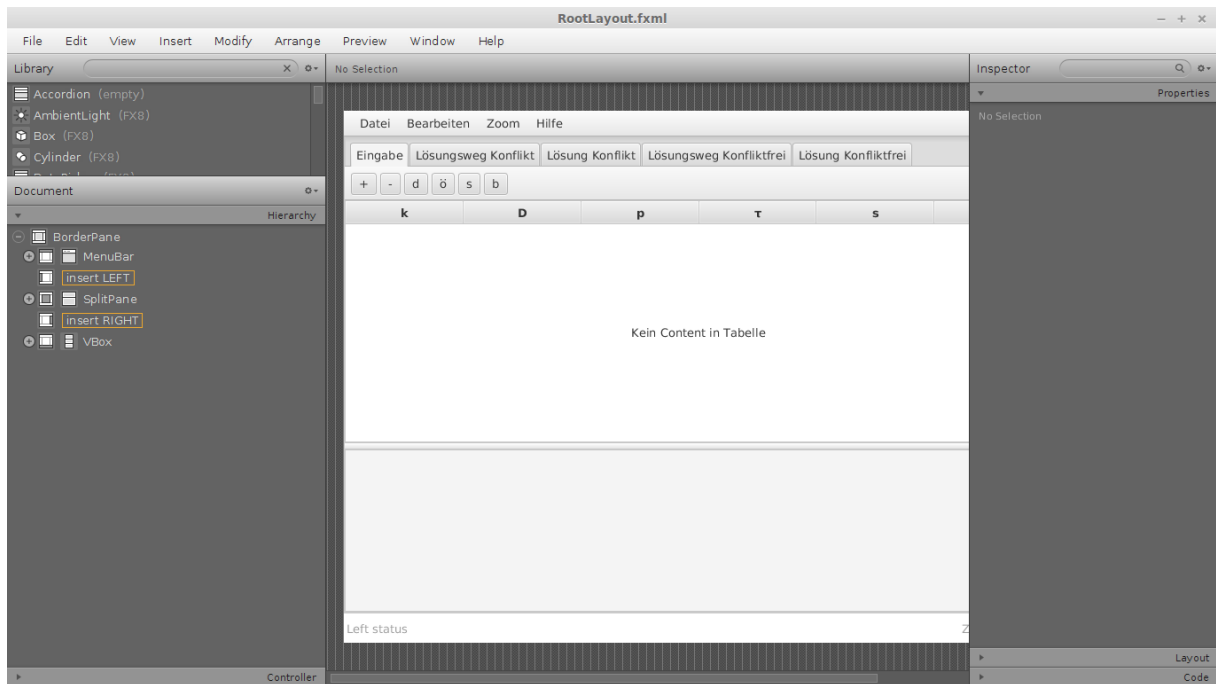 RootLayout.fxml
File Edit View Insert Modify Arrange Preview Window Help
Library
No Selection
Inspector
Accordion (empty)
AmbientLight (FX8)
Box (FX8)
Cylinder (FX8)
Document
Hierarchy
BorderPane
MenuBar
insert LEFT
SplitPane
insert RIGHT
VBox
Controller
Datei Bearbeiten Zoom Hilfe
Eingabe Lösungsweg Konflikt Lösung Konflikt Lösungsweg Konfliktfrei Lösung Konfliktfrei
+ - d ö s b
k D p τ s
Kein Content in Tabelle
Left status Z
Properties
No Selection
Layout
Code